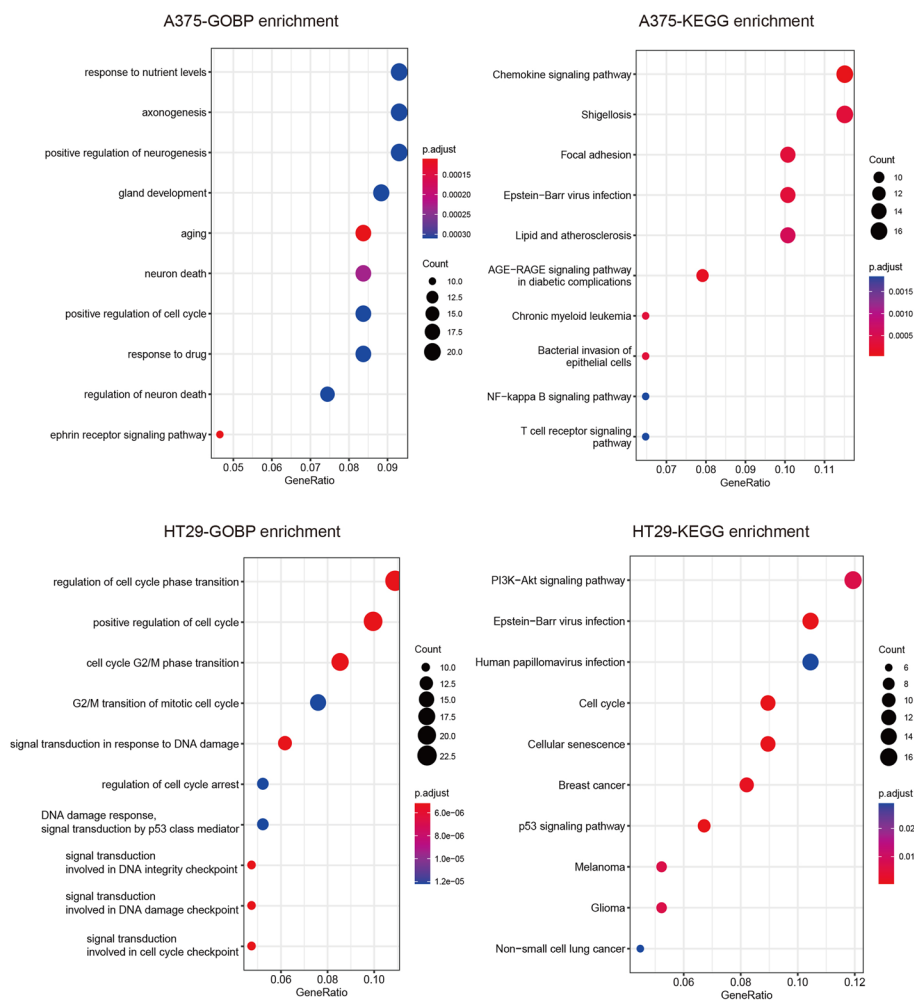 A375-GOBP enrichment
response to nutrient levels
axonogenesis
positive regulation of neurogenesis
gland development
aging
neuron death
positive regulation of cell cycle
response to drug
regulation of neuron death
ephrin receptor signaling pathway
0.05 0.06 0.07 0.08 0.09
GeneRatio
p.adjust
0.00015
0.00020
0.00025
0.00030
Count
10.0
12.5
15.0
17.5
20.0
A375-KEGG enrichment
Chemokine signaling pathway
Shigellosis
Focal adhesion
Epstein−Barr virus infection
Lipid and atherosclerosis
AGE−RAGE signaling pathway
in diabetic complications
Chronic myeloid leukemia
Bacterial invasion of
epithelial cells
NF−kappa B signaling pathway
T cell receptor signaling
pathway
0.07 0.08 0.09 0.10 0.11
GeneRatio
Count
10
12
14
16
p.adjust
0.0015
0.0010
0.0005
HT29-GOBP enrichment
regulation of cell cycle phase transition
positive regulation of cell cycle
cell cycle G2/M phase transition
G2/M transition of mitotic cell cycle
signal transduction in response to DNA damage
regulation of cell cycle arrest
DNA damage response,
signal transduction by p53 class mediator
signal transduction
involved in DNA integrity checkpoint
signal transduction
involved in DNA damage checkpoint
signal transduction
involved in cell cycle checkpoint
0.06 0.08 0.10
GeneRatio
Count
10.0
12.5
15.0
17.5
20.0
22.5
p.adjust
6.0e−06
8.0e−06
1.0e−05
1.2e−05
HT29-KEGG enrichment
PI3K−Akt signaling pathway
Epstein−Barr virus infection
Human papillomavirus infection
Cell cycle
Cellular senescence
Breast cancer
p53 signaling pathway
Melanoma
Glioma
Non−small cell lung cancer
0.06 0.08 0.10 0.12
GeneRatio
Count
6
8
10
12
14
16
p.adjust
0.02
0.01